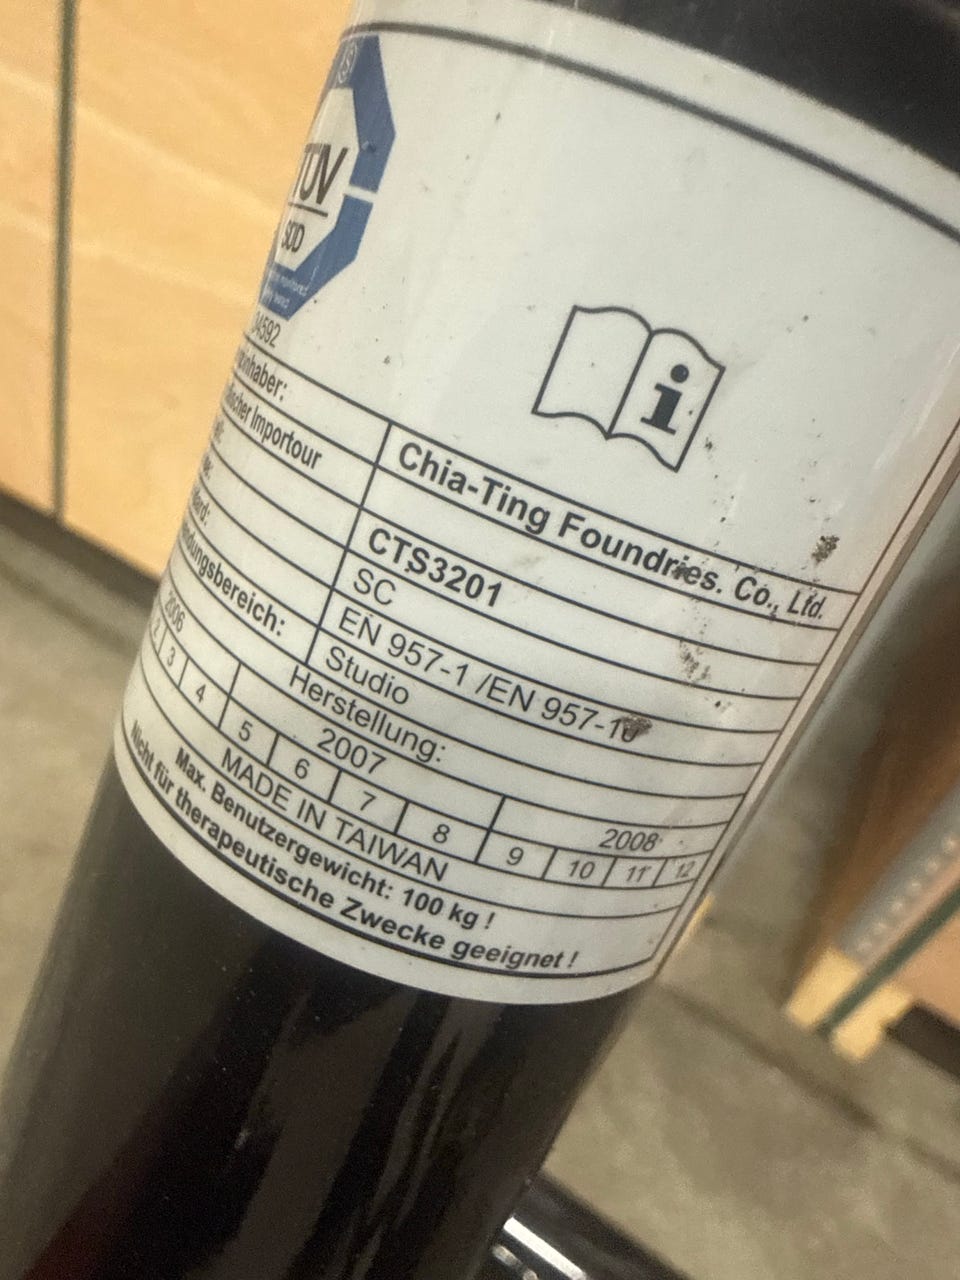 TÜV
SÜD
Chia-Ting Foundries. Co., Ltd.
Importour
CTS3201
SC
EN 957-1 /EN 957-10
Studio
Herstellung:
2006 2007 2008
2 3 4 5 6 7 8 9 10 11 12
MADE IN TAIWAN
Max. Benutzergewicht: 100 kg !
Nicht für therapeutische Zwecke geeignet !